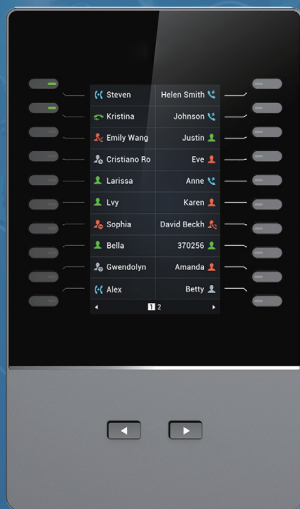 Steven Helen Smith
Kristina Johnson
Emily Wang Justin
Cristiano Ro Eve
Larissa Anne
Lvy Karen
Sophia David Beckh
Bella 370256
Gwendolyn Amanda
Alex Betty
1 2